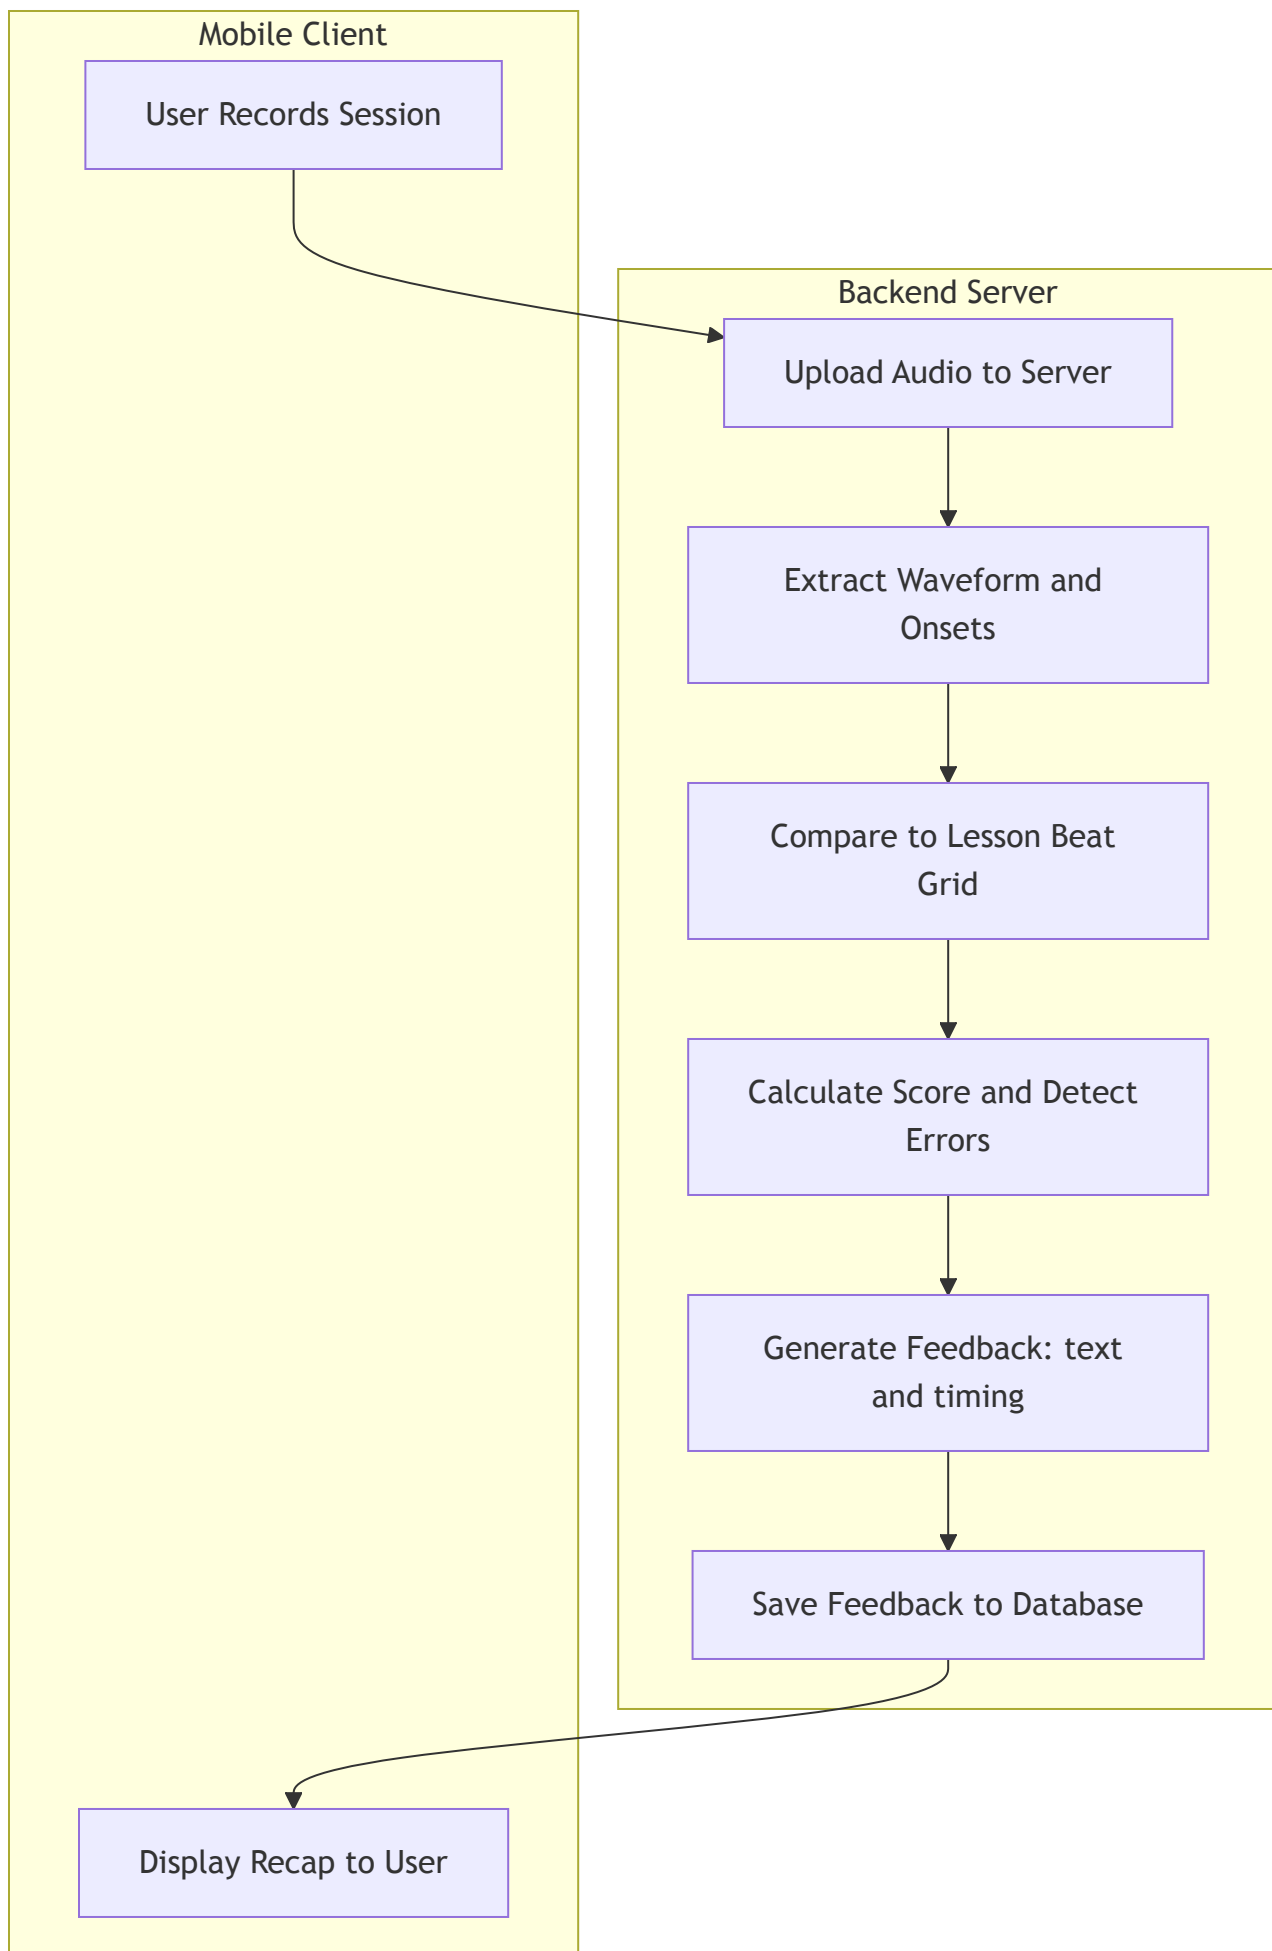 Mobile Client
User Records Session
Backend Server
Upload Audio to Server
Extract Waveform and
Onsets
Compare to Lesson Beat
Grid
Calculate Score and Detect
Errors
Generate Feedback: text
and timing
Save Feedback to Database
Display Recap to User